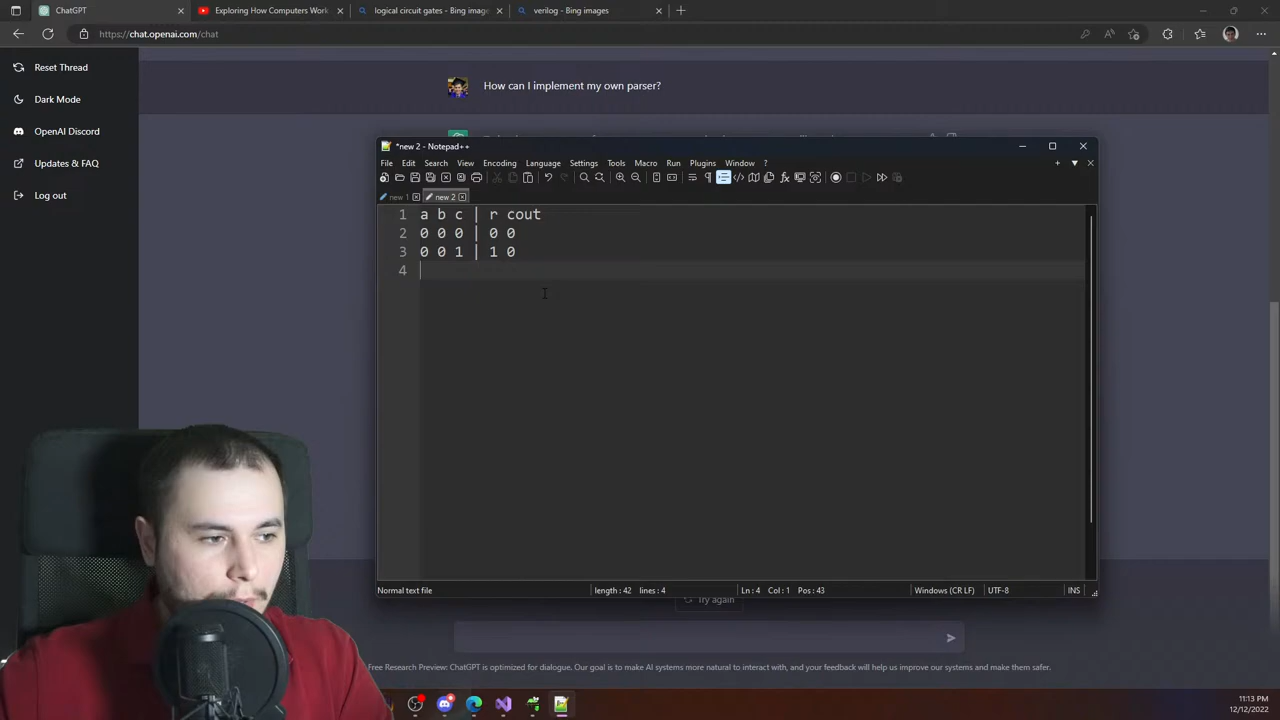 ChatGPT
Exploring How Computers Work
logical circuit gates - Bing image
verilog - Bing images
https://chat.openai.com/chat
Reset Thread
Dark Mode
OpenAI Discord
Updates & FAQ
Log out
How can I implement my own parser?
*new 2 - Notepad++
File Edit Search View Encoding Language Settings Tools Macro Run Plugins Window ?
new 1
new 2
1 a b c | r cout
2 0 0 0 | 0 0
3 0 0 1 | 1 0
4
Normal text file length : 42 lines : 4 Ln : 4 Col : 1 Pos : 43 Windows (CR LF) UTF-8 INS
Try again
Free Research Preview: ChatGPT is optimized for dialogue. Our goal is to make AI systems more natural to interact with, and your feedback will help us improve our systems and make them safer.
11:13 PM
12/12/2022